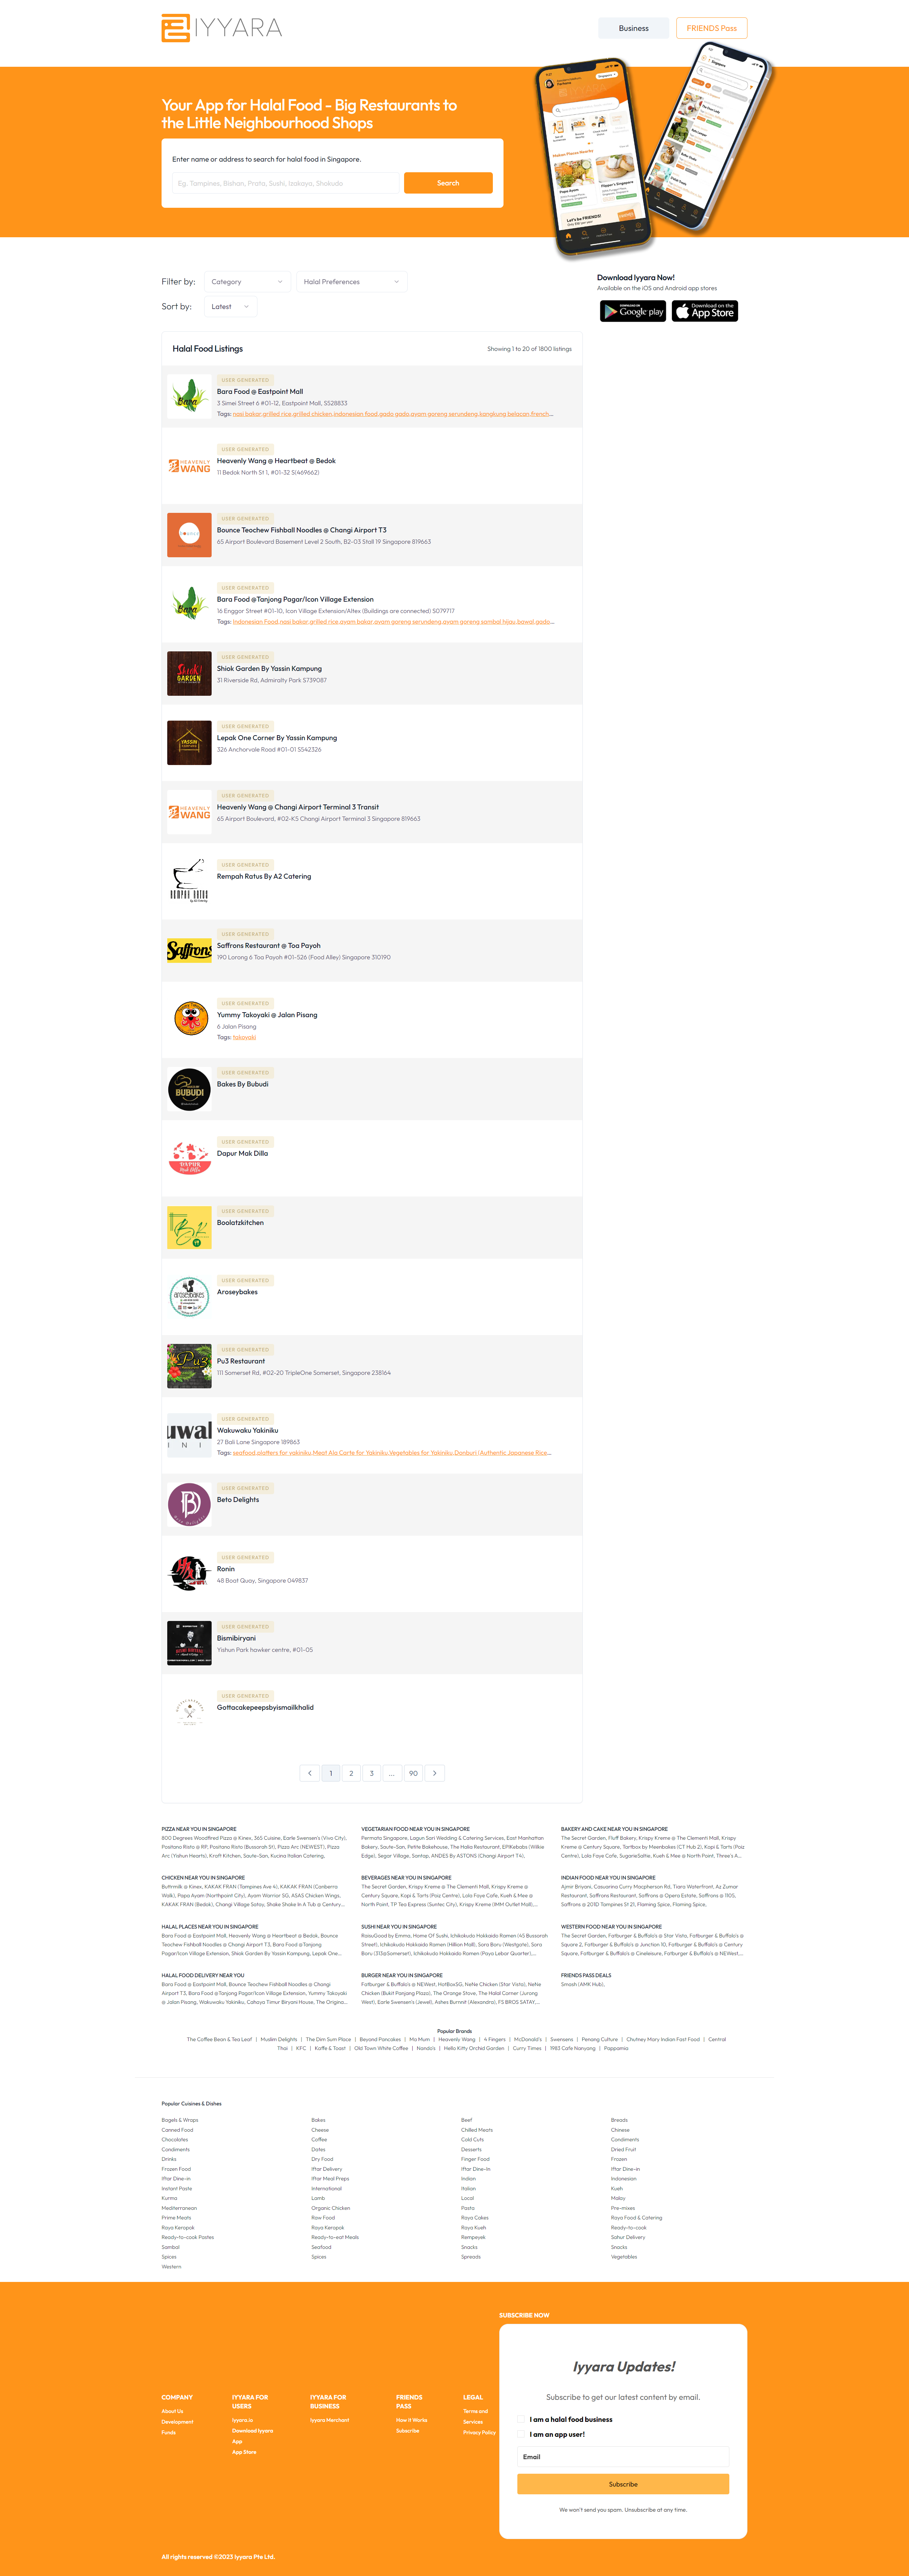 IYYARA
Business
FRIENDS Pass
Your App for Halal Food - Big Restaurants to
the Little Neighbourhood Shops
Enter name or address to search for halal food in Singapore.
Eg. Tampines, Bishan, Prata, Sushi, Izakaya, Shokudo
Search
Filter by:
Category
Halal Preferences
Sort by:
Latest
Download Iyyara Now!
Available on the iOS and Android app stores
DOWNLOAD ON
Google play
Download on the
App Store
Halal Food Listings
Showing 1 to 20 of 1800 listings
USER GENERATED
Bara Food @ Eastpoint Mall
3 Simei Street 6 #01-12, Eastpoint Mall, S528833
Tags: nasi bakar,grilled rice,grilled chicken,indonesian food,gado gado,ayam goreng serundeng,kangkung belacan,french...
USER GENERATED
Heavenly Wang @ Heartbeat @ Bedok
11 Bedok North St 1, #01-32 S(469662)
USER GENERATED
Bounce Teochew Fishball Noodles @ Changi Airport T3
65 Airport Boulevard Basement Level 2 South, B2-03 Stall 19 Singapore 819663
USER GENERATED
Bara Food @Tanjong Pagar/Icon Village Extension
16 Enggor Street #01-10, Icon Village Extension/Altex (Buildings are connected) S079717
Tags: Indonesian Food,nasi bakar,grilled rice,ayam bakar,ayam goreng serundeng,ayam goreng sambal hijau,bawal,gado...
USER GENERATED
Shiok Garden By Yassin Kampung
31 Riverside Rd, Admiralty Park S739087
USER GENERATED
Lepak One Corner By Yassin Kampung
326 Anchorvale Road #01-01 S542326
USER GENERATED
Heavenly Wang @ Changi Airport Terminal 3 Transit
65 Airport Boulevard, #02-K5 Changi Airport Terminal 3 Singapore 819663
USER GENERATED
Rempah Ratus By A2 Catering
USER GENERATED
Saffrons Restaurant @ Toa Payoh
190 Lorong 6 Toa Payoh #01-526 (Food Alley) Singapore 310190
USER GENERATED
Yummy Takoyaki @ Jalan Pisang
6 Jalan Pisang
Tags: takoyaki
USER GENERATED
Bakes By Bubudi
USER GENERATED
Dapur Mak Dilla
USER GENERATED
Boolatzkitchen
USER GENERATED
Aroseybakes
USER GENERATED
Pu3 Restaurant
111 Somerset Rd, #02-20 TripleOne Somerset, Singapore 238164
USER GENERATED
Wakuwaku Yakiniku
27 Bali Lane Singapore 189863
Tags: seafood,platters for yakiniku,Meat Ala Carte for Yakiniku,Vegetables for Yakiniku,Donburi (Authentic Japanese Rice...
USER GENERATED
Beto Delights
USER GENERATED
Ronin
48 Boat Quay, Singapore 049837
USER GENERATED
Bismibiryani
Yishun Park hawker centre, #01-05
USER GENERATED
Gottacakepeepsbyismailkhalid
1 2 3 ... 90
PIZZA NEAR YOU IN SINGAPORE
800 Degrees Woodfired Pizza @ Kinex, 365 Cuisine, Earle Swensen's (Vivo City),
Positano Risto @ RP, Positano Risto (Bussorah St), Pizza Arc (NEWEST), Pizza
Arc (Yishun Hearts), Kraft Kitchen, Saute-San, Kucina Italian Catering,
VEGETARIAN FOOD NEAR YOU IN SINGAPORE
Permata Singapore, Lagun Sari Wedding & Catering Services, East Manhattan
Bakery, Saute-San, Petite Bakehouse, The Halia Restaurant, EPIKebabs (Wilkie
Edge), Segar Village, Santap, ANDES By ASTONS (Changi Airport T4),
BAKERY AND CAKE NEAR YOU IN SINGAPORE
The Secret Garden, Fluff Bakery, Krispy Kreme @ The Clementi Mall, Krispy
Kreme @ Century Square, Tartbox by Meenbakes (CT Hub 2), Kopi & Tarts (Paiz
Centre), Lola Faye Cafe, SugarieSalRie, Kueh & Mee @ North Point, Three's A...
CHICKEN NEAR YOU IN SINGAPORE
Buttrmlk @ Kinex, KAKAK FRAN (Tampines Ave 4), KAKAK FRAN (Canberra
Walk), Papa Ayam (Northpoint City), Ayam Warrior SG, ASAS Chicken Wings,
KAKAK FRAN (Bedok), Changi Village Satay, Shake Shake In A Tub @ Century...
BEVERAGES NEAR YOU IN SINGAPORE
The Secret Garden, Krispy Kreme @ The Clementi Mall, Krispy Kreme @
Century Square, Kopi & Tarts (Paiz Centre), Lola Faye Cafe, Kueh & Mee @
North Point, TP Tea Express (Suntec City), Krispy Kreme (IMM Outlet Mall),...
INDIAN FOOD NEAR YOU IN SINGAPORE
Ajmir Briyani, Casuarina Curry Macpherson Rd, Tiara Waterfront, Az Zumar
Restaurant, Saffrons Restaurant, Saffrons @ Opera Estate, Saffrons @ 1105,
Saffrons @ 201D Tampines St 21, Flaming Spice, Flaming Spice,
HALAL PLACES NEAR YOU IN SINGAPORE
Bara Food @ Eastpoint Mall, Heavenly Wang @ Heartbeat @ Bedok, Bounce
Teochew Fishball Noodles @ Changi Airport T3, Bara Food @Tanjong
Pagar/Icon Village Extension, Shiok Garden By Yassin Kampung, Lepak One...
SUSHI NEAR YOU IN SINGAPORE
RaisuGood by Emma, Home Of Sushi, Ichikokudo Hokkaido Ramen (45 Bussorah
Street), Ichikokudo Hokkaido Ramen (Hillion Mall), Sora Boru (Westgate), Sora
Boru (313@Somerset), Ichikokudo Hokkaido Ramen (Paya Lebar Quarter),...
WESTERN FOOD NEAR YOU IN SINGAPORE
The Secret Garden, Fatburger & Buffalo's @ Star Vista, Fatburger & Buffalo's @
Square 2, Fatburger & Buffalo's @ Junction 10, Fatburger & Buffalo's @ Century
Square, Fatburger & Buffalo's @ Cineleisure, Fatburger & Buffalo's @ NEWest,...
HALAL FOOD DELIVERY NEAR YOU
Bara Food @ Eastpoint Mall, Bounce Teochew Fishball Noodles @ Changi
Airport T3, Bara Food @Tanjong Pagar/Icon Village Extension, Yummy Takoyaki
@ Jalan Pisang, Wakuwaku Yakiniku, Cahaya Timur Biryani House, The Origina...
BURGER NEAR YOU IN SINGAPORE
Fatburger & Buffalo's @ NEWest, HotBoxSG, Nefée Chicken (Star Vista), Nefée
Chicken (Bukit Panjang Plaza), The Orange Stove, The Halal Corner (Jurong
West), Earle Swensen's (Jewel), Ashes Burnnit (Alexandra), FS BROS SATAY,...
FRIENDS PASS DEALS
Smash (AMK Hub),
Popular Brands
The Coffee Bean & Tea Leaf | Muslim Delights | The Dim Sum Place | Beyond Pancakes | Ma Mum | Heavenly Wang | 4 Fingers | McDonald's | Swensens | Penang Culture | Chutney Mary Indian Fast Food | Central
Thai | KFC | Koffe & Toast | Old Town White Coffee | Nando's | Hello Kitty Orchid Garden | Curry Times | 1983 Cafe Nanyang | Pappamia
Popular Cuisines & Dishes
Bagels & Wraps
Bakes
Beef
Breads
Canned Food
Cheese
Chilled Meats
Chinese
Chocolates
Coffee
Cold Cuts
Condiments
Condiments
Dates
Desserts
Dried Fruit
Drinks
Dry Food
Finger Food
Frozen
Frozen Food
Iftar Delivery
Iftar Dine-in
Iftar Dine-in
Iftar Dine-in
Iftar Meal Preps
Indian
Indonesian
Instant Paste
International
Italian
Kueh
Kurma
Lamb
Local
Malay
Mediterranean
Organic Chicken
Pasta
Pre-mixes
Prime Meats
Raw Food
Raya Cakes
Raya Food & Catering
Raya Keropok
Raya Keropok
Raya Kueh
Ready-to-cook
Ready-to-cook Pastes
Ready-to-eat Meals
Rempeyek
Sahur Delivery
Sambal
Seafood
Snacks
Snacks
Spices
Spices
Spreads
Vegetables
Western
COMPANY
About Us
Development
Funds
IYYARA FOR
USERS
Iyyara.io
Download Iyyara
App
App Store
IYYARA FOR
BUSINESS
Iyyara Merchant
FRIENDS
PASS
How It Works
Subscribe
LEGAL
Terms and
Services
Privacy Policy
SUBSCRIBE NOW
Iyyara Updates!
Subscribe to get our latest content by email.
I am a halal food business
I am an app user!
Email
Subscribe
We won't send you spam. Unsubscribe at any time.
All rights reserved ©2023 Iyyara Pte Ltd.